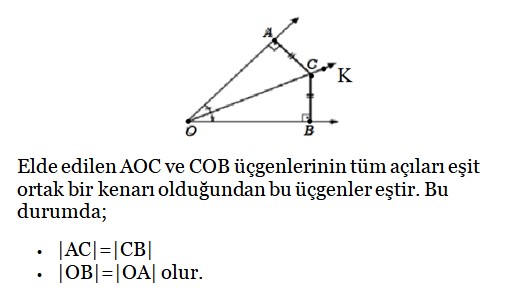 A
C
K
O
B
Elde edilen AOC ve COB üçgenlerinin tüm açıları eşit
ortak bir kenarı olduğundan bu üçgenler eştir. Bu
durumda;
• |AC|=|CB|
• |OB|=|OA| olur.